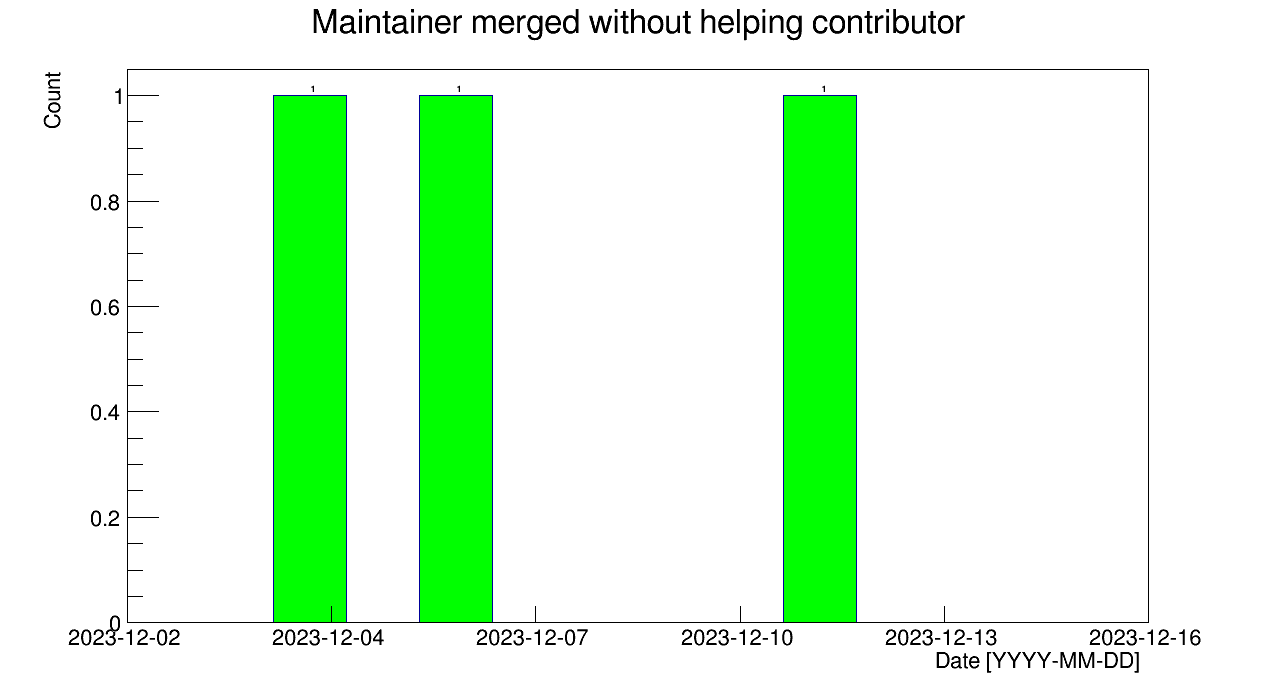 Maintainer merged without helping contributor
Count
1 1 1
1
0.8
0.6
0.4
0.2
0
2023-12-02 2023-12-04 2023-12-07 2023-12-10 2023-12-13 2023-12-16
Date [YYYY-MM-DD]